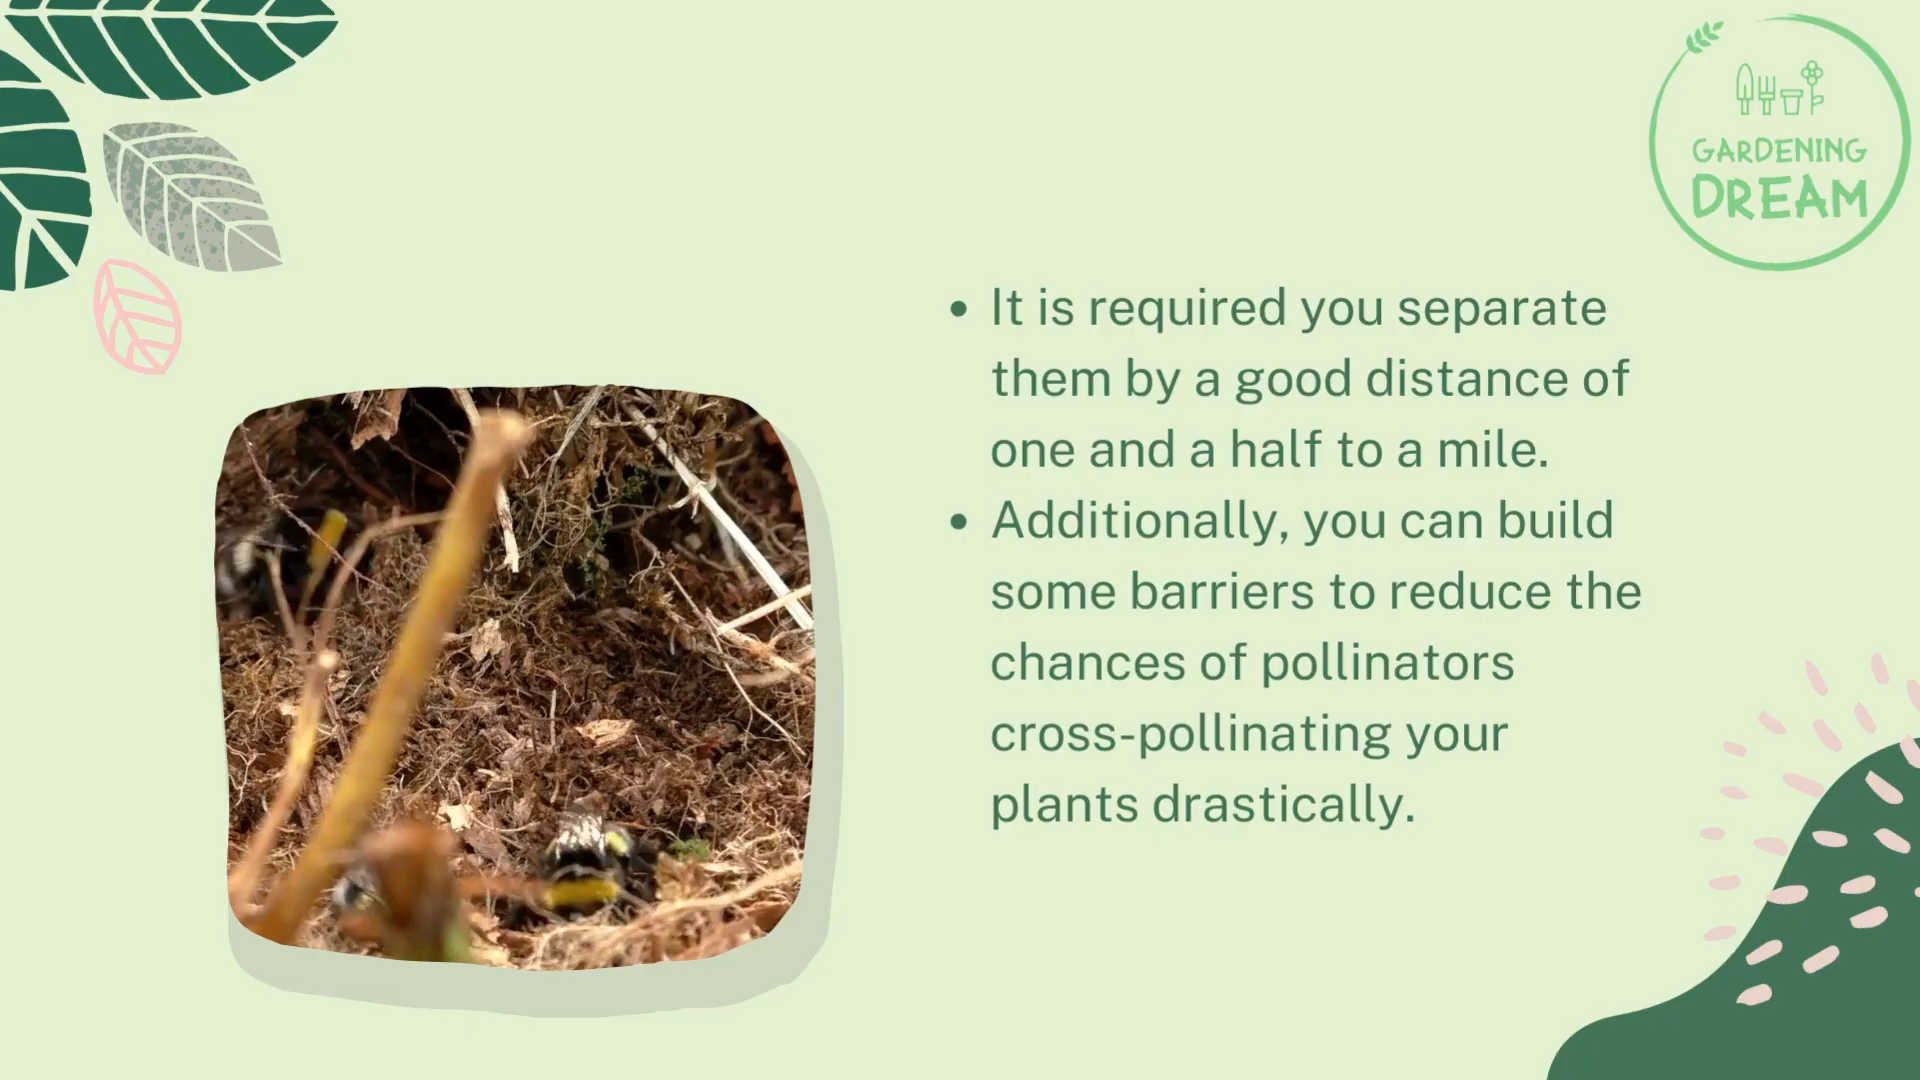 GARDENING
DREAM
• It is required you separate
them by a good distance of
one and a half to a mile.
• Additionally, you can build
some barriers to reduce the
chances of pollinators
cross-pollinating your
plants drastically.